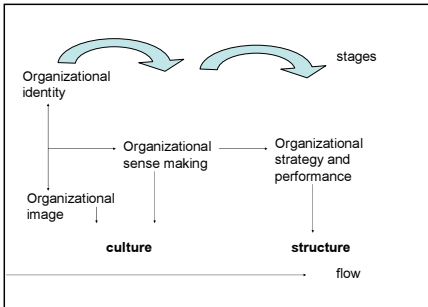 stages
Organizational
identity
Organizational
sense making
Organizational
strategy and
performance
Organizational
image
culture
structure
flow